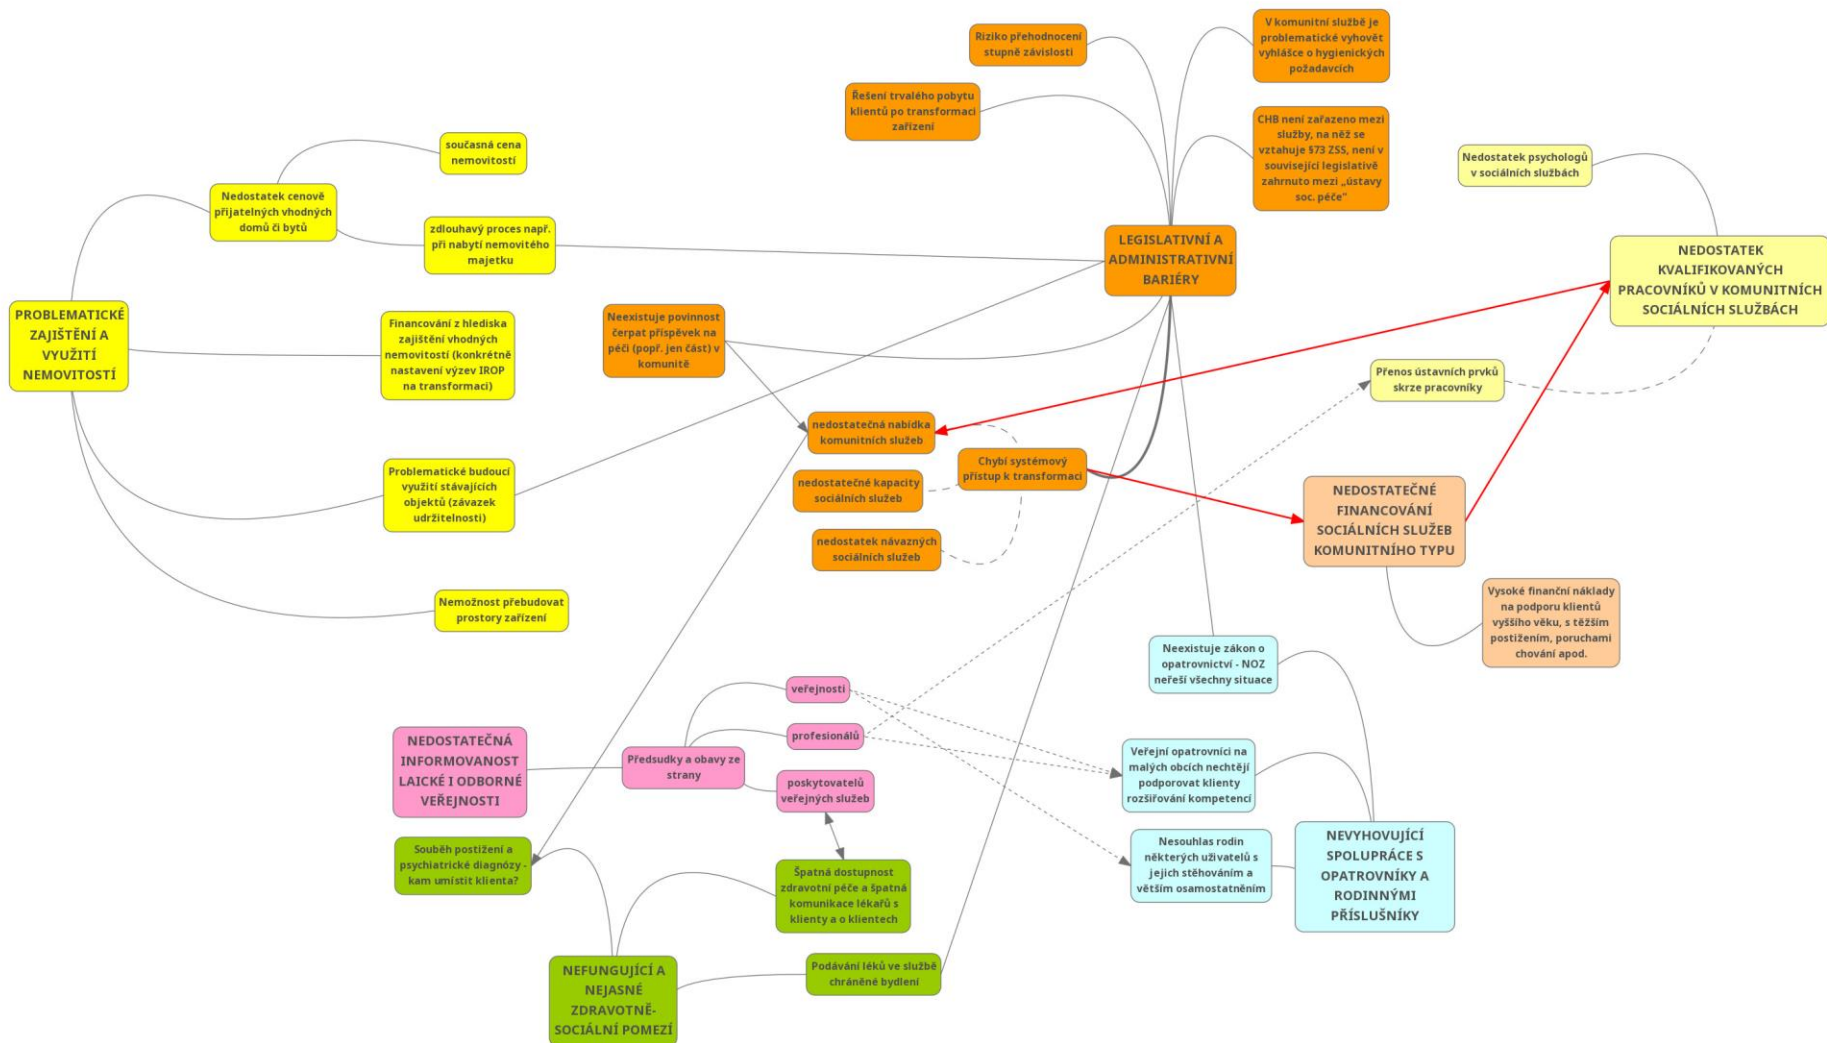 Riziko přehodnocení
stupně závislosti
V komunitní službě je
problematické vyhovět
vyhlášce o hygienických
požadavcích
Řešení trvalého pobytu
klientů po transformaci
zařízení
CHB není zařazeno mezi
služby, na něž se
vztahuje §73 ZSS, není v
související legislativě
zahrnuto mezi „ústavy
soc. péče“
současná cena
nemovitostí
Nedostatek psychologů
v sociálních službách
Nedostatek cenově
přijatelných vhodných
domů či bytů
zdlouhavý proces např.
při nabytí nemovitého
majetku
LEGISLATIVNÍ A
ADMINISTRATIVNÍ
BARIÉRY
NEDOSTATEK
KVALIFIKOVANÝCH
PRACOVNÍKŮ V KOMUNITNÍCH
SOCIÁLNÍCH SLUŽBÁCH
PROBLEMATICKÉ
ZAJIŠTĚNÍ A
VYUŽITÍ
NEMOVITOSTÍ
Financování z hlediska
zajištění vhodných
nemovitostí (konkrétně
nastavení výzev IROP
na transformaci)
Neexistuje povinnost
čerpat příspěvek na
péči (popř. jen část) v
komunitě
Přenos ústavních prvků
skrze pracovníky
nedostatečná nabídka
komunitních služeb
Chybí systémový
přístup k transformaci
nedostatečné kapacity
sociálních služeb
nedostatek návazných
sociálních služeb
Problematické budoucí
využití stávajících
objektů (závazek
udržitelnosti)
NEDOSTATEČNÉ
FINANCOVÁNÍ
SOCIÁLNÍCH SLUŽEB
KOMUNITNÍHO TYPU
Nemožnost přebudovat
prostory zařízení
Vysoké finanční náklady
na podporu klientů
vyššího věku, s těžším
postižením, poruchami
chování apod.
Neexistuje zákon o
opatrovnictví - NOZ
neřeší všechny situace
veřejnosti
profesionálů
NEDOSTATEČNÁ
INFORMOVANOST
LAICKÉ I ODBORNÉ
VEŘEJNOSTI
Předsudky a obavy ze
strany
poskytovatelů
veřejných služeb
Veřejní opatrovníci na
malých obcích nechtějí
podporovat klienty
rozšiřování kompetencí
Souběh postižení a
psychiatrické diagnózy -
kam umístit klienta?
Nesouhlas rodin
některých uživatelů s
jejich stěhováním a
větším osamostatněním
NEVYHOVUJÍCÍ
SPOLUPRÁCE S
OPATROVNÍKY A
RODINNÝMI
PŘÍSLUŠNÍKY
Špatná dostupnost
zdravotní péče a špatná
komunikace lékařů s
klienty a o klientech
Podávání léků ve službě
chráněné bydlení
NEFUNGUJÍCÍ A
NEJASNÉ
ZDRAVOTNĚ-
SOCIÁLNÍ POMEZÍ